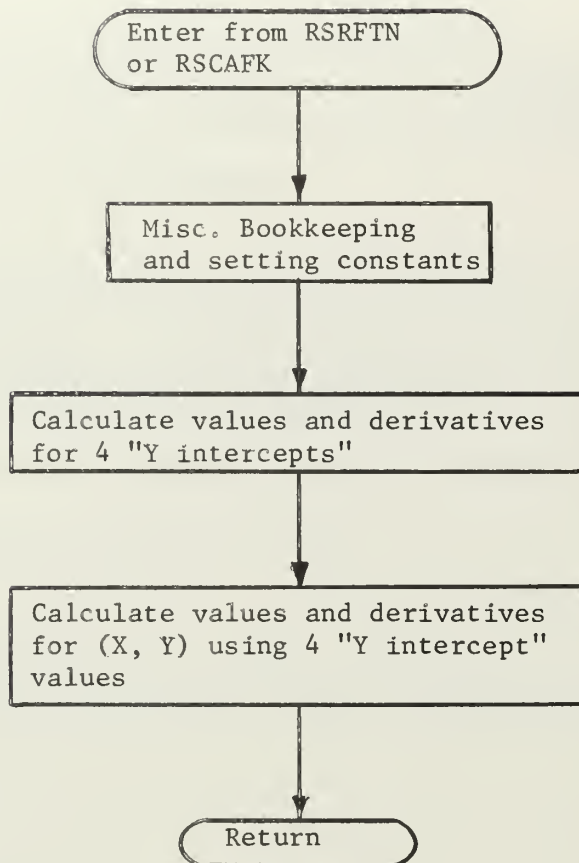 Enter from RSRFTN
or RSCAFK
Misc. Bookkeeping
and setting constants
Calculate values and derivatives
for 4 "Y intercepts"
Calculate values and derivatives
for (X, Y) using 4 "Y intercept"
values
Return